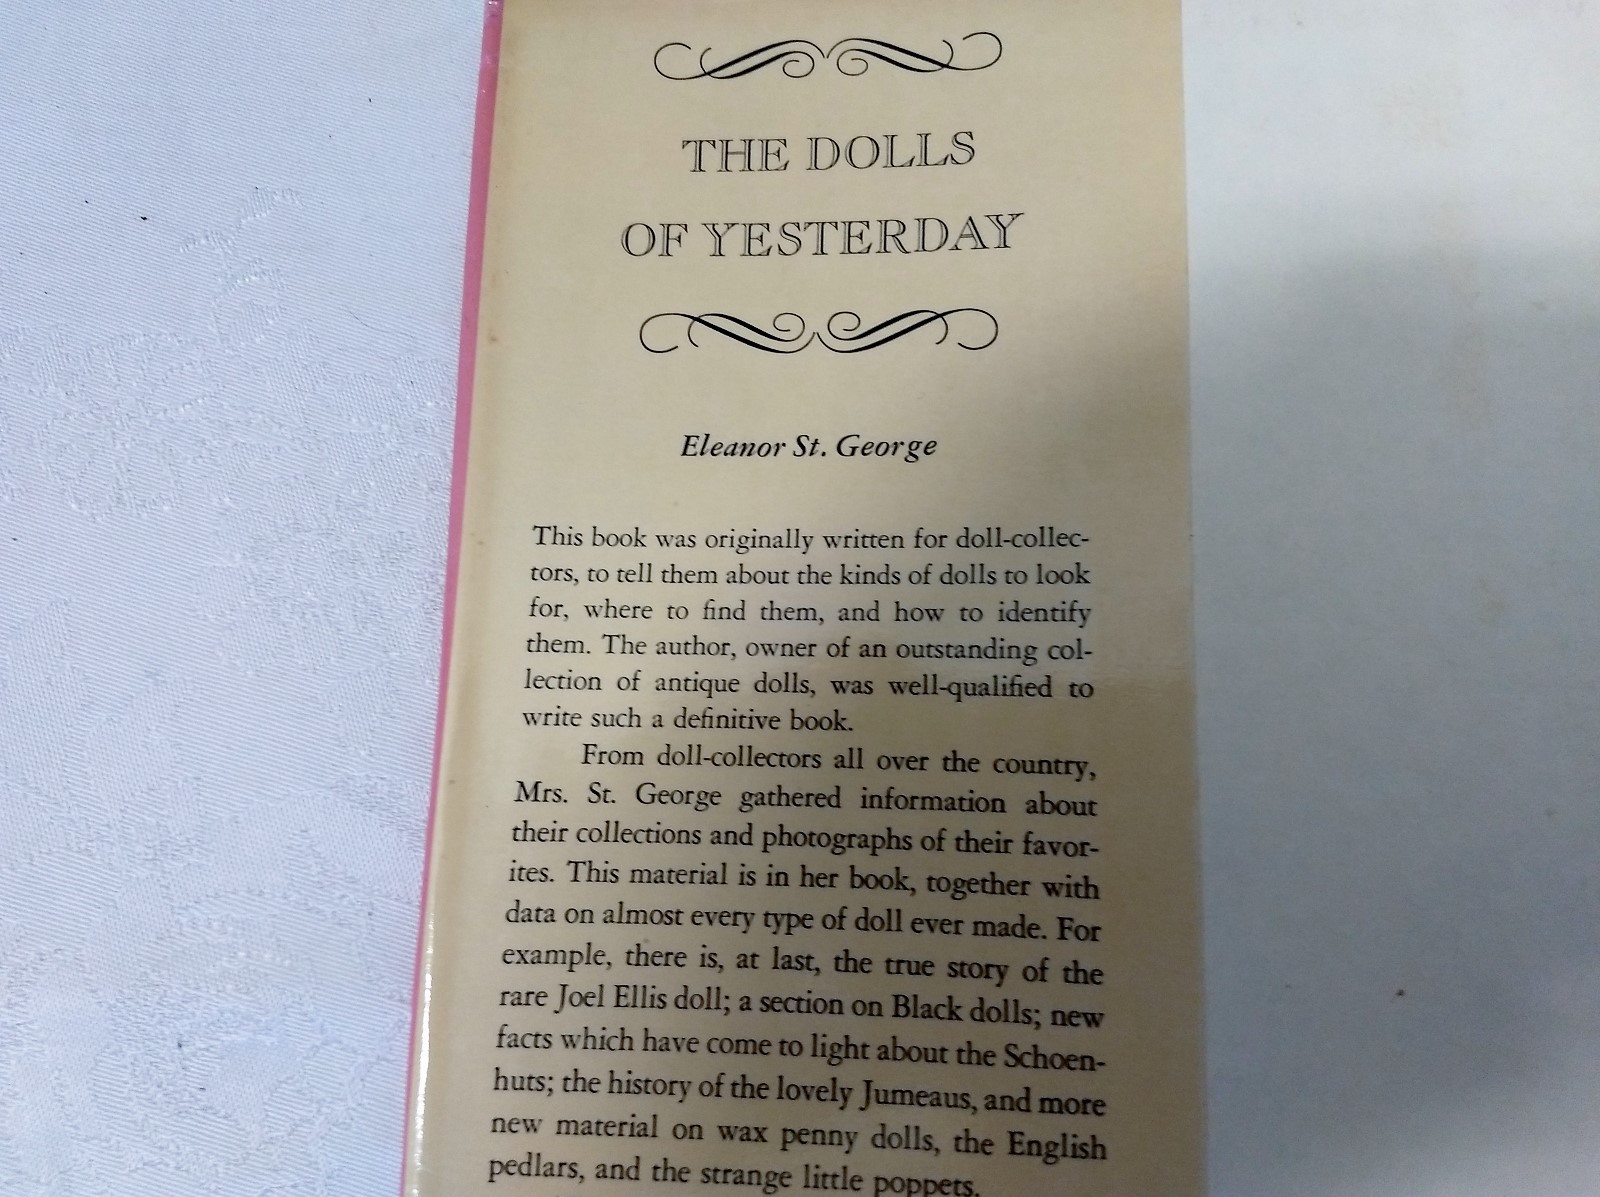 THE DOLLS
OF YESTERDAY
Eleanor St. George
This book was originally written for doll-collec-
tors, to tell them about the kinds of dolls to look
for, where to find them, and how to identify
them. The author, owner of an outstanding col-
lection of antique dolls, was well-qualified to
write such a definitive book.
From doll-collectors all over the country,
Mrs. St. George gathered information about
their collections and photographs of their favor-
ites. This material is in her book, together with
data on almost every type of doll ever made. For
example, there is, at last, the true story of the
rare Joel Ellis doll; a section on Black dolls; new
facts which have come to light about the Schoen-
huts; the history of the lovely Jumeaus, and more
new material on wax penny dolls, the English
pedlars, and the strange little poppets.